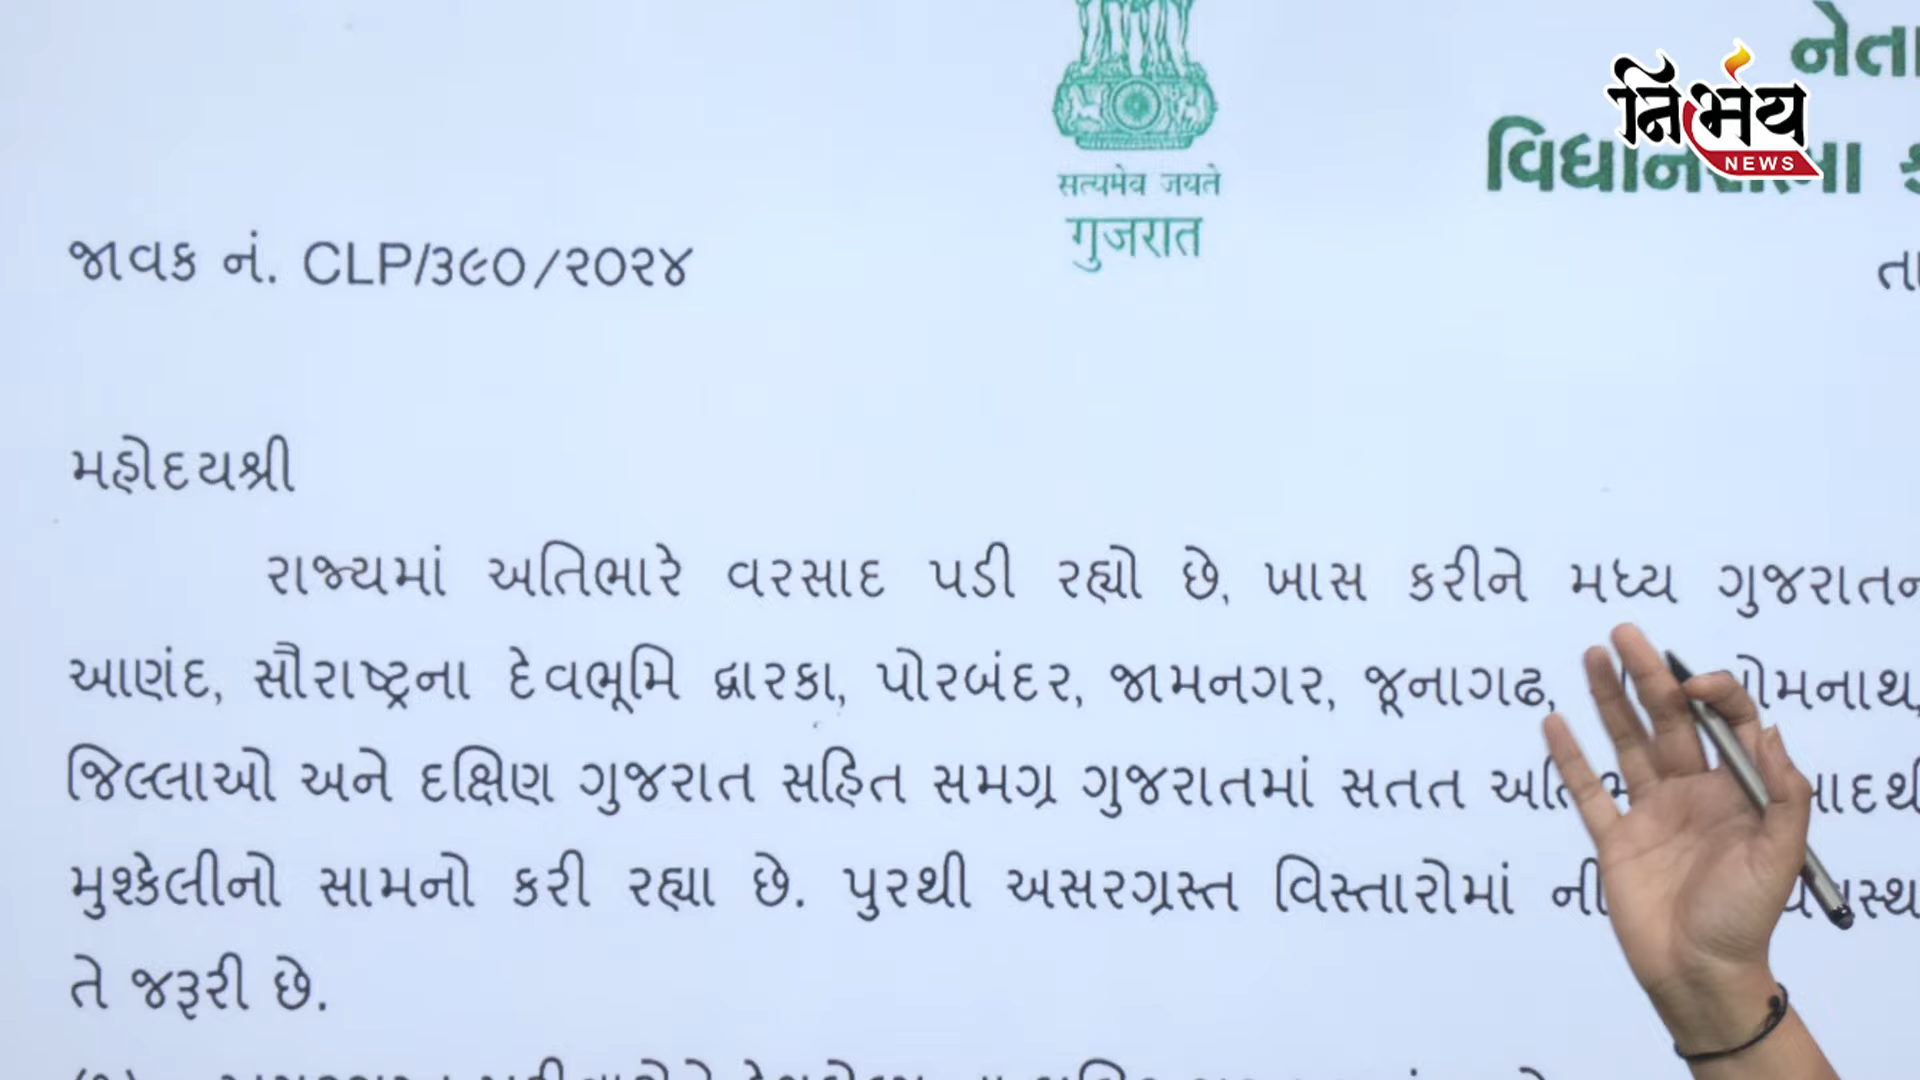 નેતા
નિર્ભય
NEWS
सत्यमेव जयते
गुजरात
જાવક નં. CLP/૩૯૦/૨૦૨૪
મહોદયશ્રી
રાજ્યમાં અતિભારે વરસાદ પડી રહ્યો છે, ખાસ કરીને મધ્ય
આણંદ, સૌરાષ્ટ્રના દેવભૂમિ દ્વારકા, પોરબંદર, જામનગર, જૂનાગઢ,
જિલ્લાઓ અને દક્ષિણ ગુજરાત સહિત સમગ્ર ગુજરાતમાં સતત
મુશ્કેલીનો સામનો કરી રહ્યા છે. પુરથી અસરગ્રસ્ત વિસ્તારોમાં
તે જરૂરી છે.